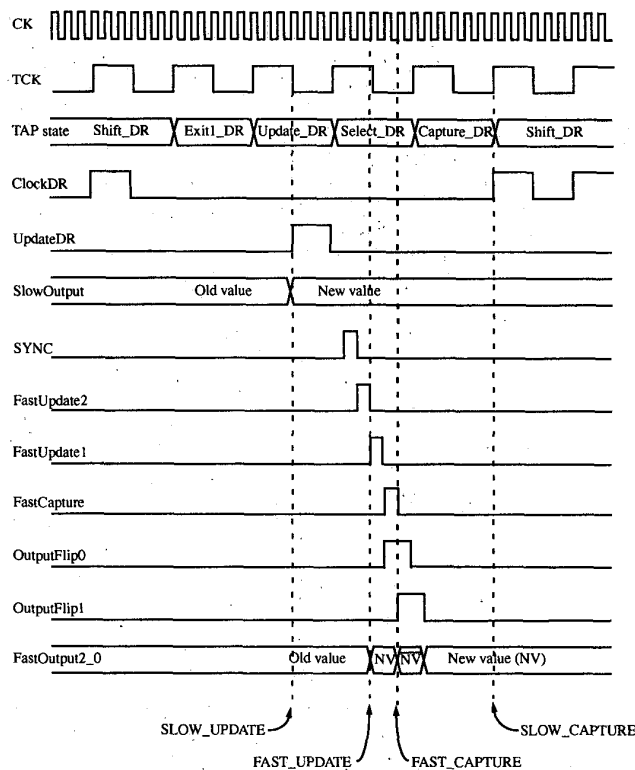 CK
TCK
TAP state Shift_DR Exit1_DR Update_DR Select_DR Capture_DR Shift_DR
ClockDR
UpdateDR
SlowOutput Old value New value
SYNC
FastUpdate2
FastUpdate1
FastCapture
OutputFlip0
OutputFlip1
FastOutput2_0 Old value NV NV New value (NV)
SLOW_UPDATE SLOW_CAPTURE
FAST_UPDATE FAST_CAPTURE